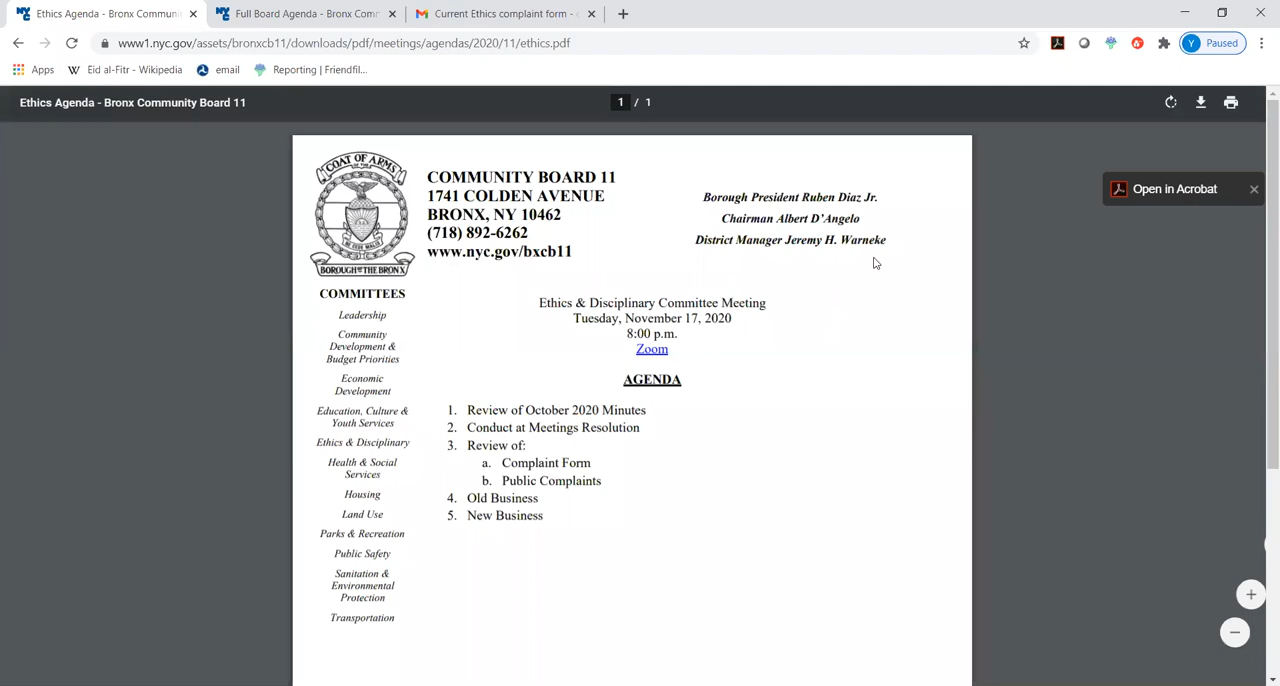 Ethics Agenda - Bronx Communi
Full Board Agenda - Bronx Comm
Current Ethics complaint form -
www1.nyc.gov/assets/bronxcb11/downloads/pdf/meetings/agendas/2020/11/ethics.pdf
Y Paused
Apps
W Eid al-Fitr - Wikipedia
email
Reporting | Friendfil...
Ethics Agenda - Bronx Community Board 11
1 / 1
Open in Acrobat
COAT OF ARMS
BOROUGH OF THE BRONX
COMMUNITY BOARD 11
1741 COLDEN AVENUE
BRONX, NY 10462
(718) 892-6262
www.nyc.gov/bxcb11
Borough President Ruben Diaz Jr.
Chairman Albert D'Angelo
District Manager Jeremy H. Warneke
COMMITTEES
Leadership
Community
Development &
Budget Priorities
Economic
Development
Education, Culture &
Youth Services
Ethics & Disciplinary
Health & Social
Services
Housing
Land Use
Parks & Recreation
Public Safety
Sanitation &
Environmental
Protection
Transportation
Ethics & Disciplinary Committee Meeting
Tuesday, November 17, 2020
8:00 p.m.
Zoom
AGENDA
1. Review of October 2020 Minutes
2. Conduct at Meetings Resolution
3. Review of:
a. Complaint Form
b. Public Complaints
4. Old Business
5. New Business